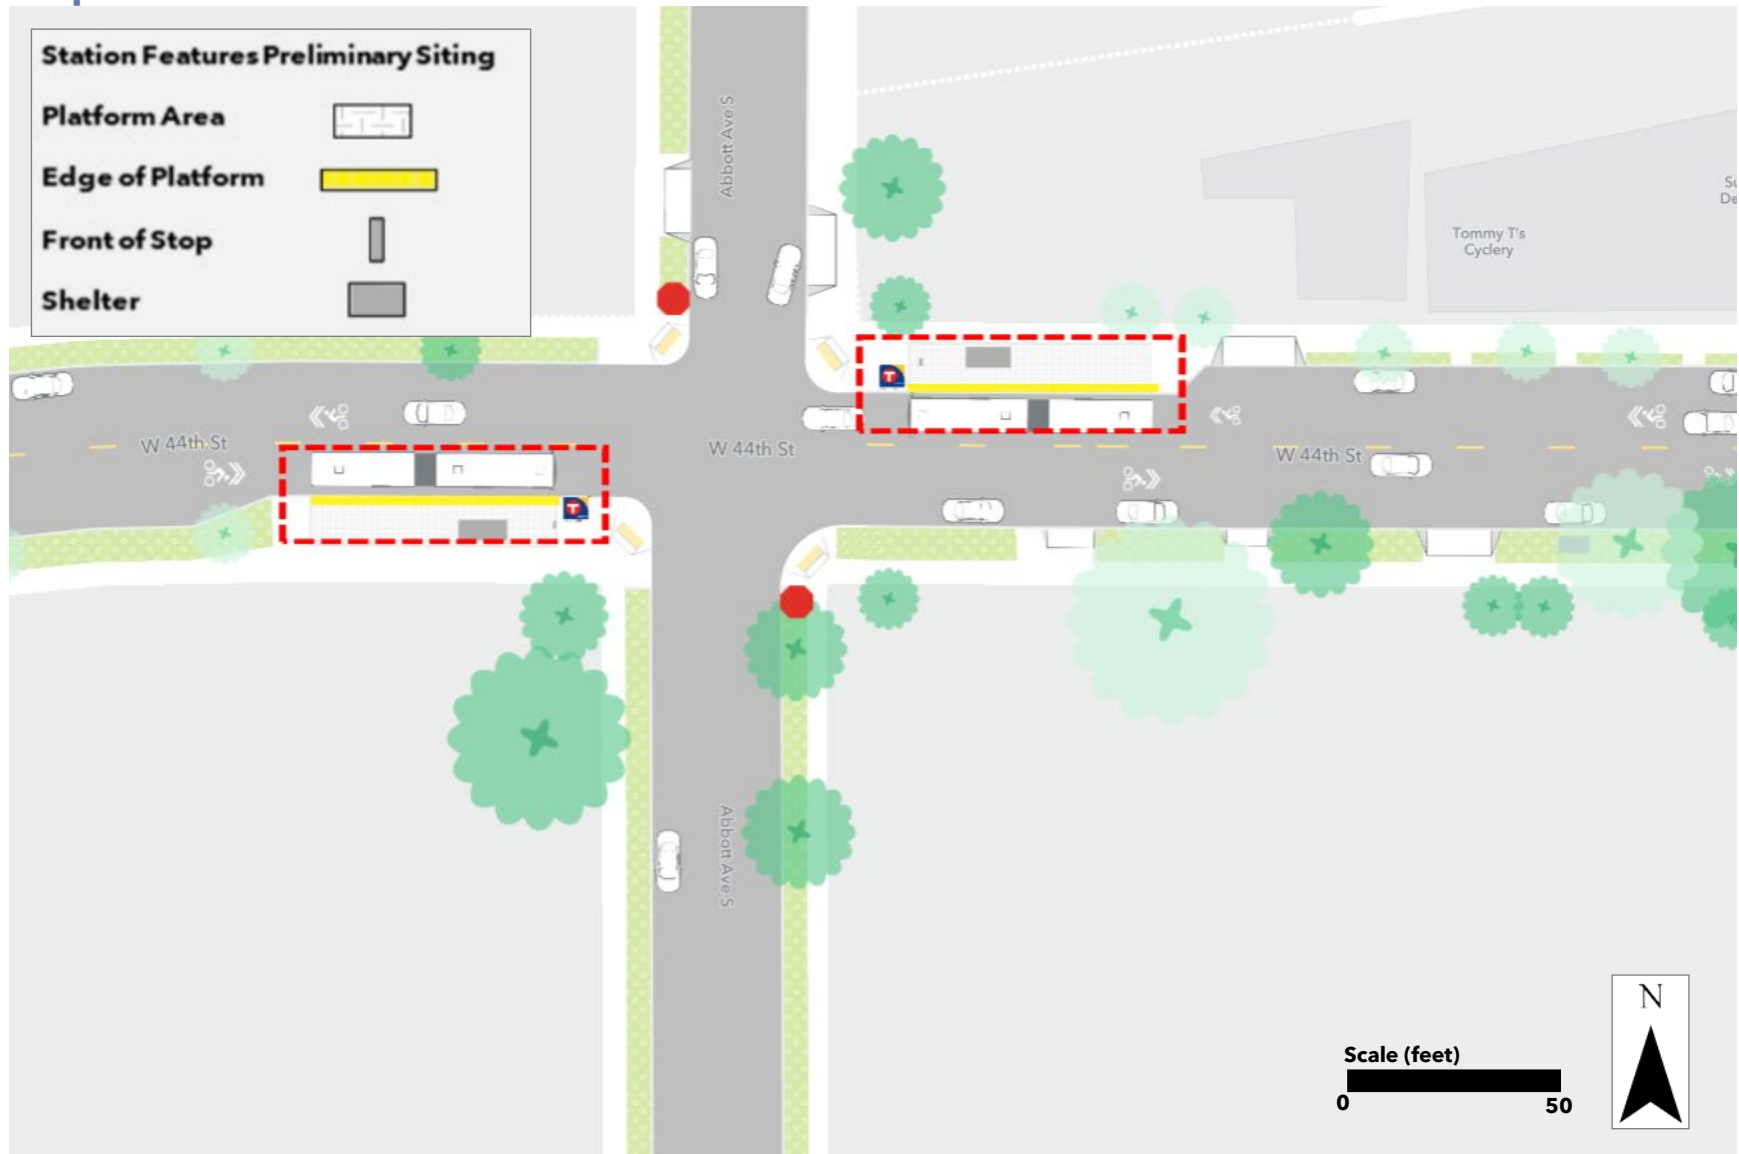 Station Features Preliminary Siting
Platform Area
Edge of Platform
Front of Stop
Shelter
Abbott Ave S
Tommy T's
Cyclery
W 44th St
W 44th St
W 44th St
T
T
Abbott Ave S
N
Scale (feet)
0
50